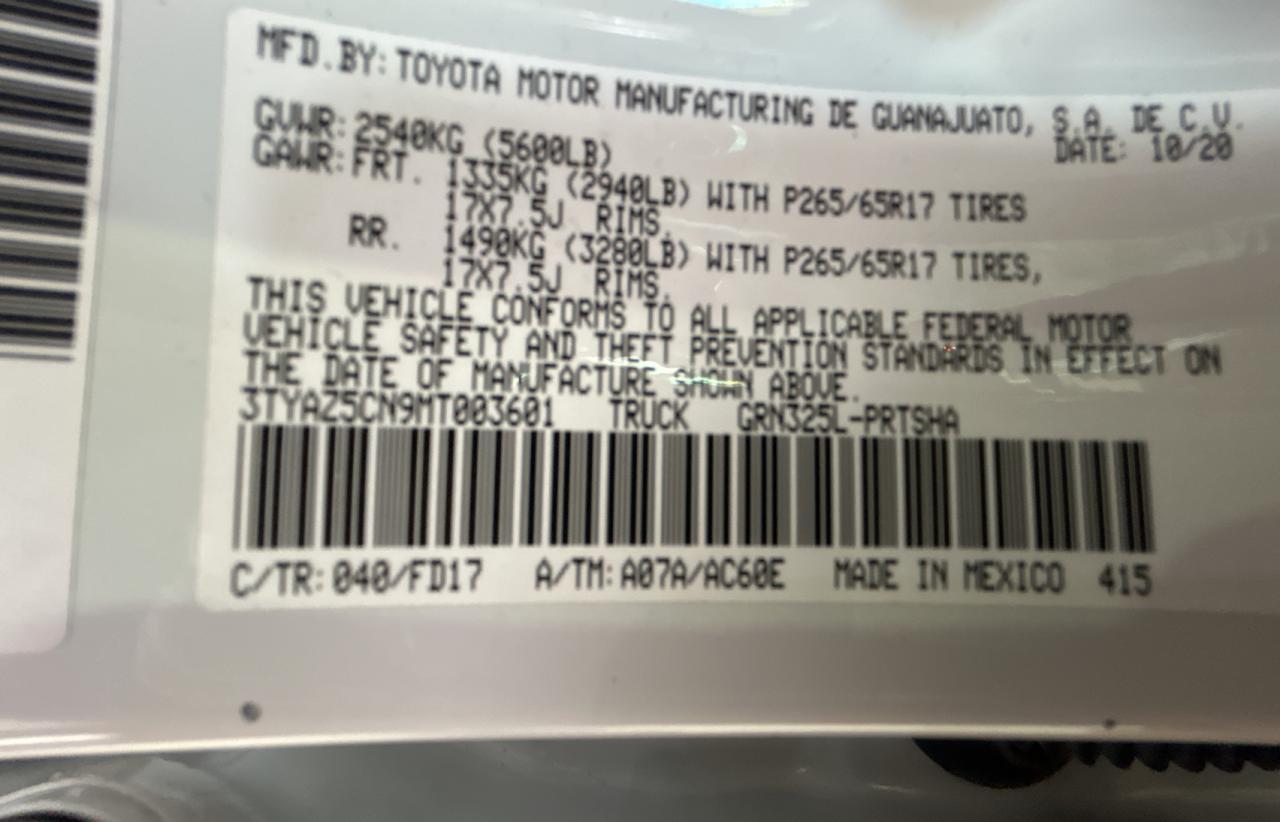 MFD.BY: TOYOTA MOTOR MANUFACTURING DE GUANAJUATO, S.A. DE C.V.
DATE: 10/20
GVWR: 2540KG (5600LB)
GAWR: FRT. 1335KG (2940LB) WITH P265/65R17 TIRES
17X7.5J RIMS,
RR. 1490KG (3280LB) WITH P265/65R17 TIRES,
17X7.5J RIMS,
THIS VEHICLE CONFORMS TO ALL APPLICABLE FEDERAL MOTOR
VEHICLE SAFETY AND THEFT PREVENTION STANDARDS IN EFFECT ON
THE DATE OF MANUFACTURE SHOWN ABOVE.
3TYAZ5CN9MT003601 TRUCK GRN325L-PRTSHA
C/TR: 040/FD17 A/TM: A07A/AC60E MADE IN MEXICO 415